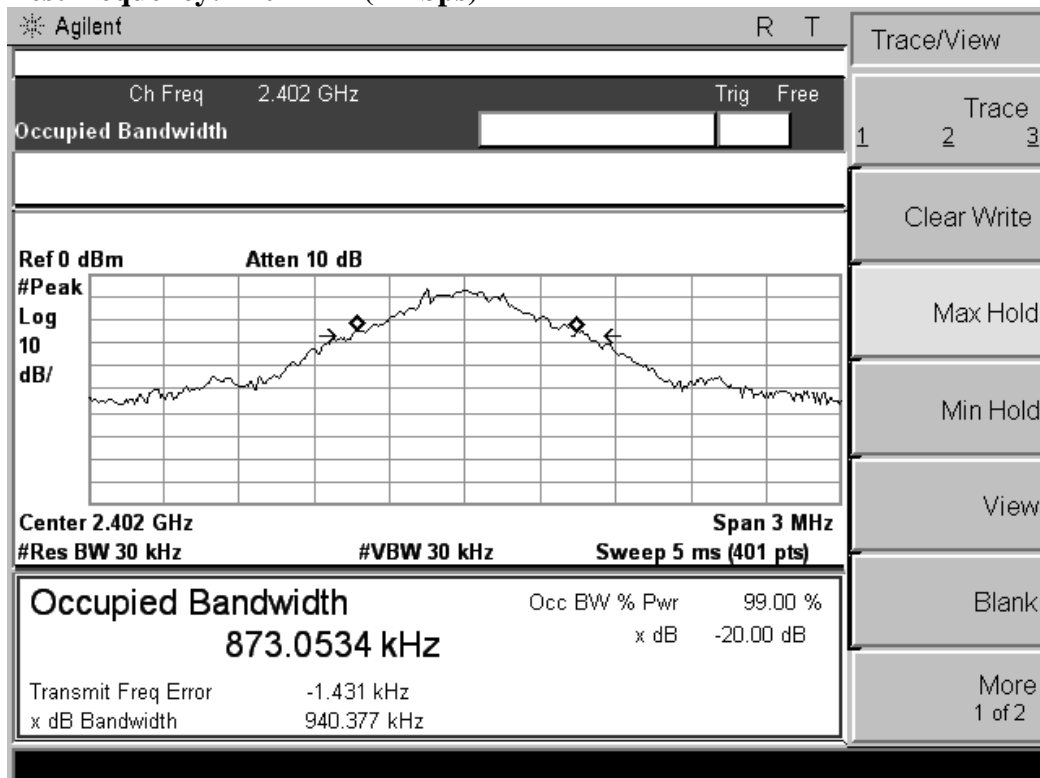 Agilent R T
Trace/View
Ch Freq 2.402 GHz Trig Free
Occupied Bandwidth
Trace
1 2 3
Clear Write
Ref 0 dBm Atten 10 dB
#Peak
Log
10
dB/
Max Hold
Min Hold
View
Center 2.402 GHz Span 3 MHz
#Res BW 30 kHz #VBW 30 kHz Sweep 5 ms (401 pts)
Occupied Bandwidth Occ BW % Pwr 99.00 %
873.0534 kHz x dB -20.00 dB
Blank
Transmit Freq Error -1.431 kHz
x dB Bandwidth 940.377 kHz
More
1 of 2